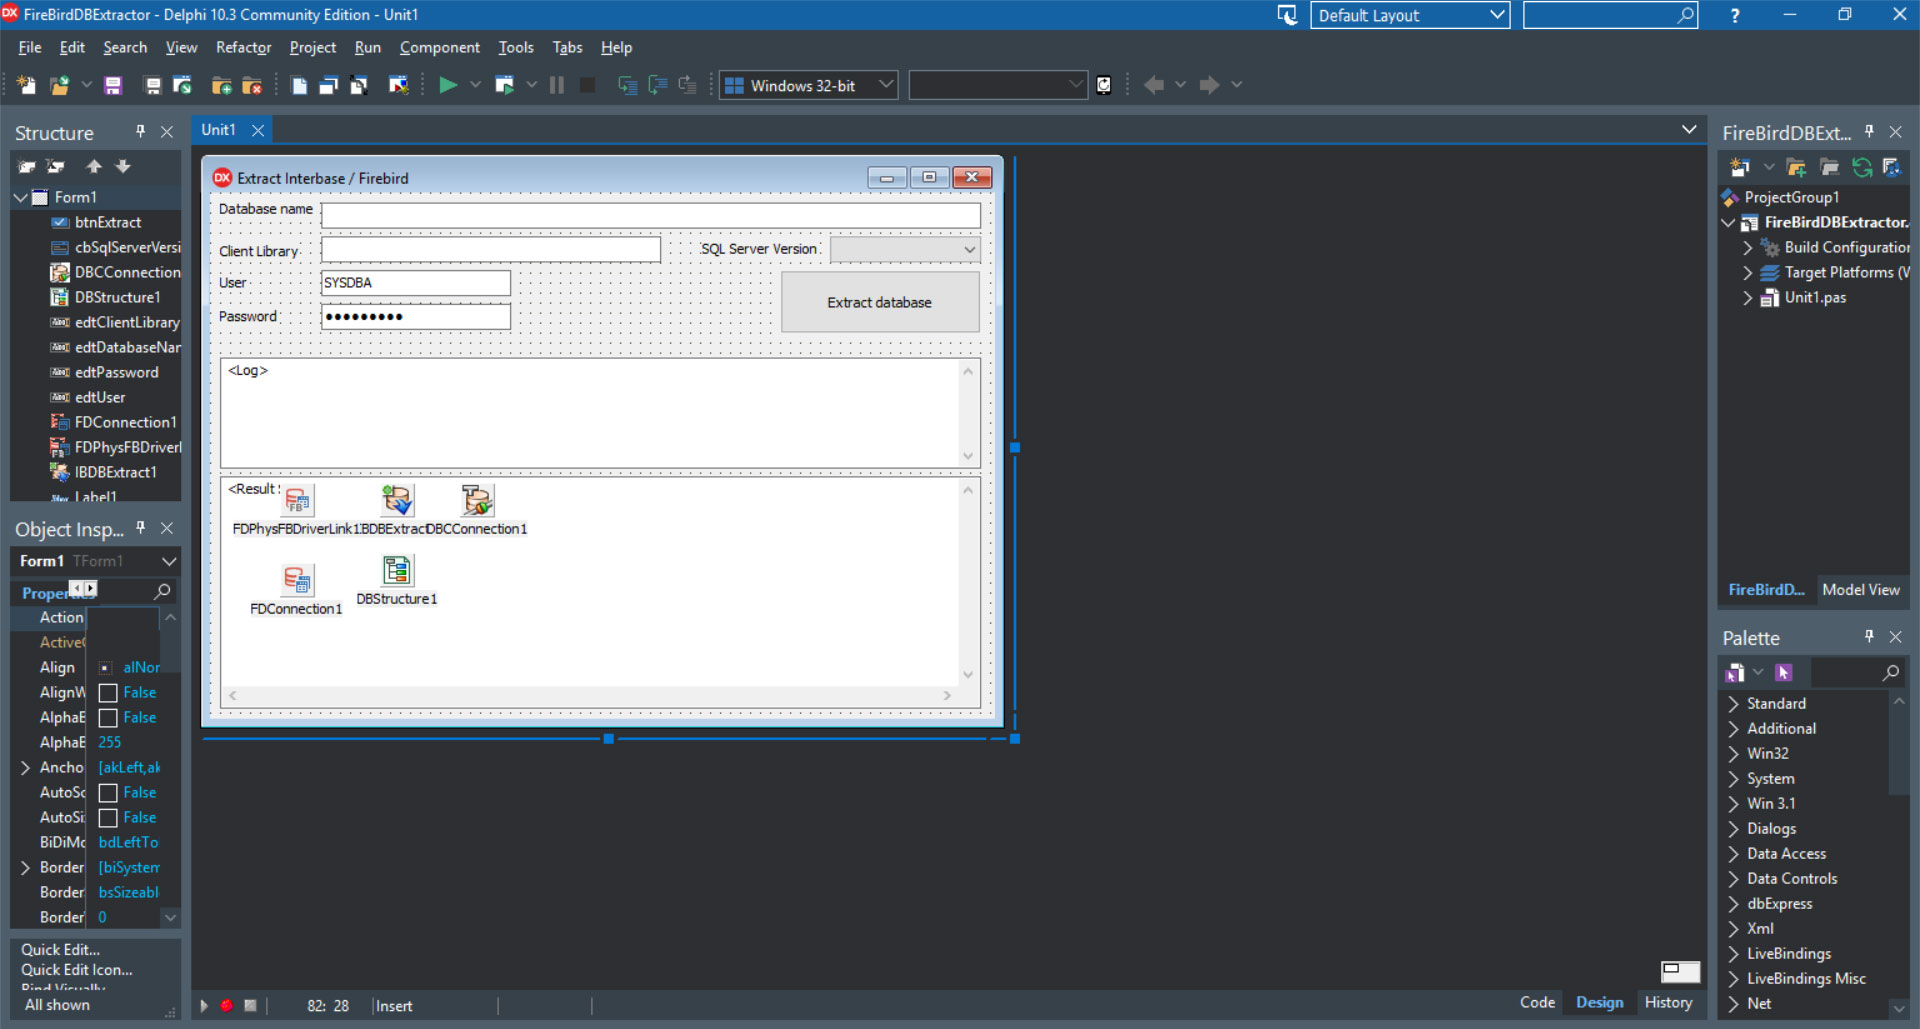 DX FireBirdDBExtractor - Delphi 10.3 Community Edition - Unit1
Default Layout
?
File Edit Search View Refactor Project Run Component Tools Tabs Help
Windows 32-bit
Structure
Form1
btnExtract
cbSqlServerVersi
DBCConnection
DBStructure1
edtClientLibrary
edtDatabaseNar
edtPassword
edtUser
FDConnection1
FDPhysFBDriverl
IBDBExtract1
Label1
Object Insp...
Form1 TForm1
Properties
Action
Active
Align alNor
AlignW False
AlphaB False
AlphaB 255
Ancho [akLeft,ak
AutoSc False
AutoSi: False
BiDiMo bdLeftTo
Border [biSystem
Border bsSizeabl
Border 0
Quick Edit...
Quick Edit Icon...
Bind Visually...
All shown
Unit1
DX Extract Interbase / Firebird
Database name
Client Library
SQL Server Version
User
SYSDBA
Extract database
Password
•••••••••
<Log>
<Result
FB
FDPhysFBDriverLink1 IBDBExtract DBCConnection1
FDConnection1
DBStructure1
82: 28 Insert
Code Design History
FireBirdDBExt...
ProjectGroup1
FireBirdDBExtractor.
Build Configuration
Target Platforms (W
Unit1.pas
FireBirdD... Model View
Palette
Standard
Additional
Win32
System
Win 3.1
Dialogs
Data Access
Data Controls
dbExpress
Xml
LiveBindings
LiveBindings Misc
Net